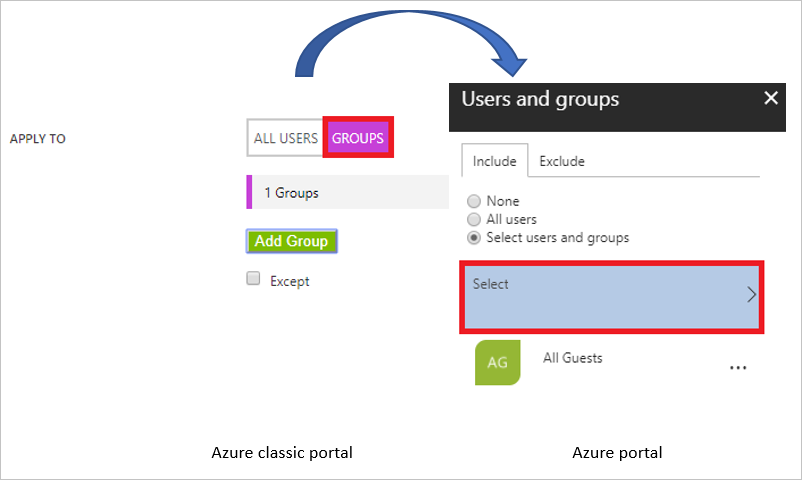 APPLY TO
ALL USERS
GROUPS
1 Groups
Add Group
Except
Users and groups
Include
Exclude
None
All users
Select users and groups
Select
AG
All Guests
Azure classic portal
Azure portal